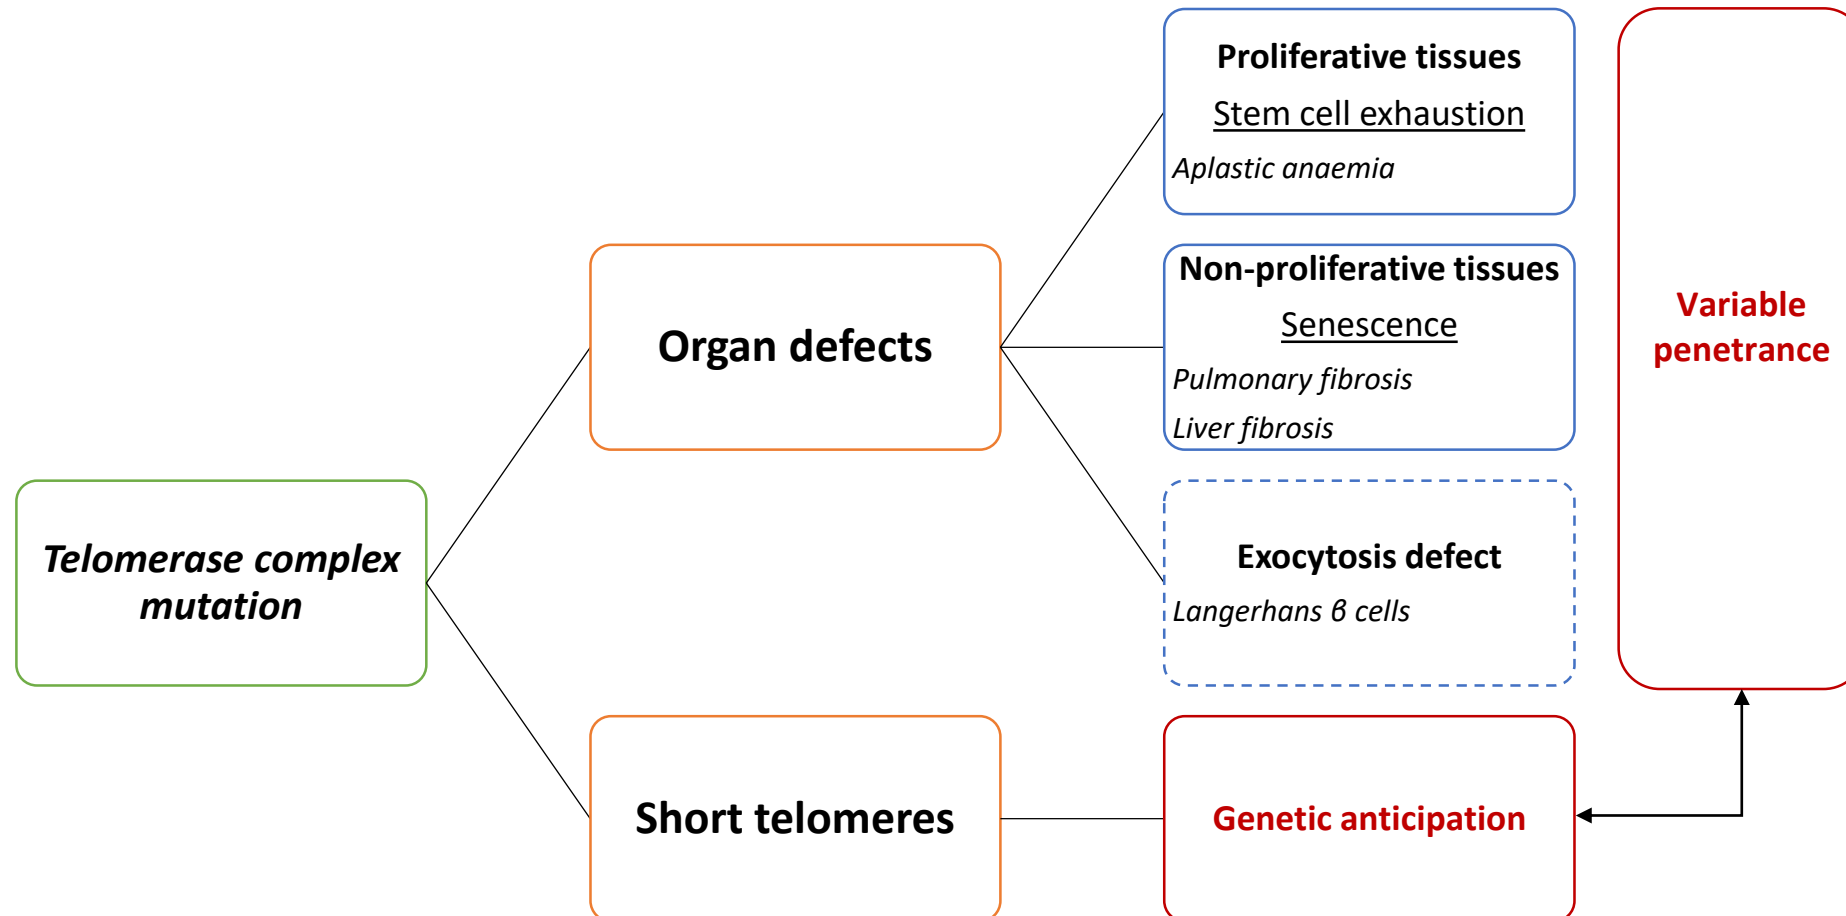 Proliferative tissues
Stem cell exhaustion
Aplastic anaemia
Non-proliferative tissues
Senescence
Pulmonary fibrosis
Liver fibrosis
Variable
penetrance
Organ defects
Telomerase complex
mutation
Exocytosis defect
Langerhans β cells
Short telomeres
Genetic anticipation